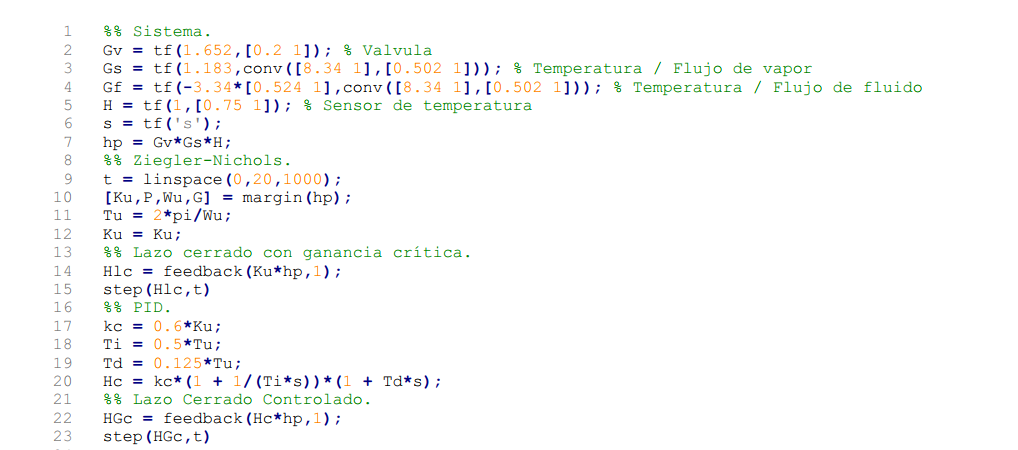 1 %% Sistema.
2 Gv = tf(1.652,[0.2 1]); % Valvula
3 Gs = tf(1.183,conv([8.34 1],[0.502 1])); % Temperatura / Flujo de vapor
4 Gf = tf(-3.34*[0.524 1],conv([8.34 1],[0.502 1])); % Temperatura / Flujo de fluido
5 H = tf(1,[0.75 1]); % Sensor de temperatura
6 s = tf('s');
7 hp = Gv*Gs*H;
8 %% Ziegler-Nichols.
9 t = linspace(0,20,1000);
10 [Ku,P,Wu,G] = margin(hp);
11 Tu = 2*pi/Wu;
12 Ku = Ku;
13 %% Lazo cerrado con ganancia crítica.
14 Hlc = feedback(Ku*hp,1);
15 step(Hlc,t)
16 %% PID.
17 kc = 0.6*Ku;
18 Ti = 0.5*Tu;
19 Td = 0.125*Tu;
20 Hc = kc*(1 + 1/(Ti*s))*(1 + Td*s);
21 %% Lazo Cerrado Controlado.
22 HGc = feedback(Hc*hp,1);
23 step(HGc,t)